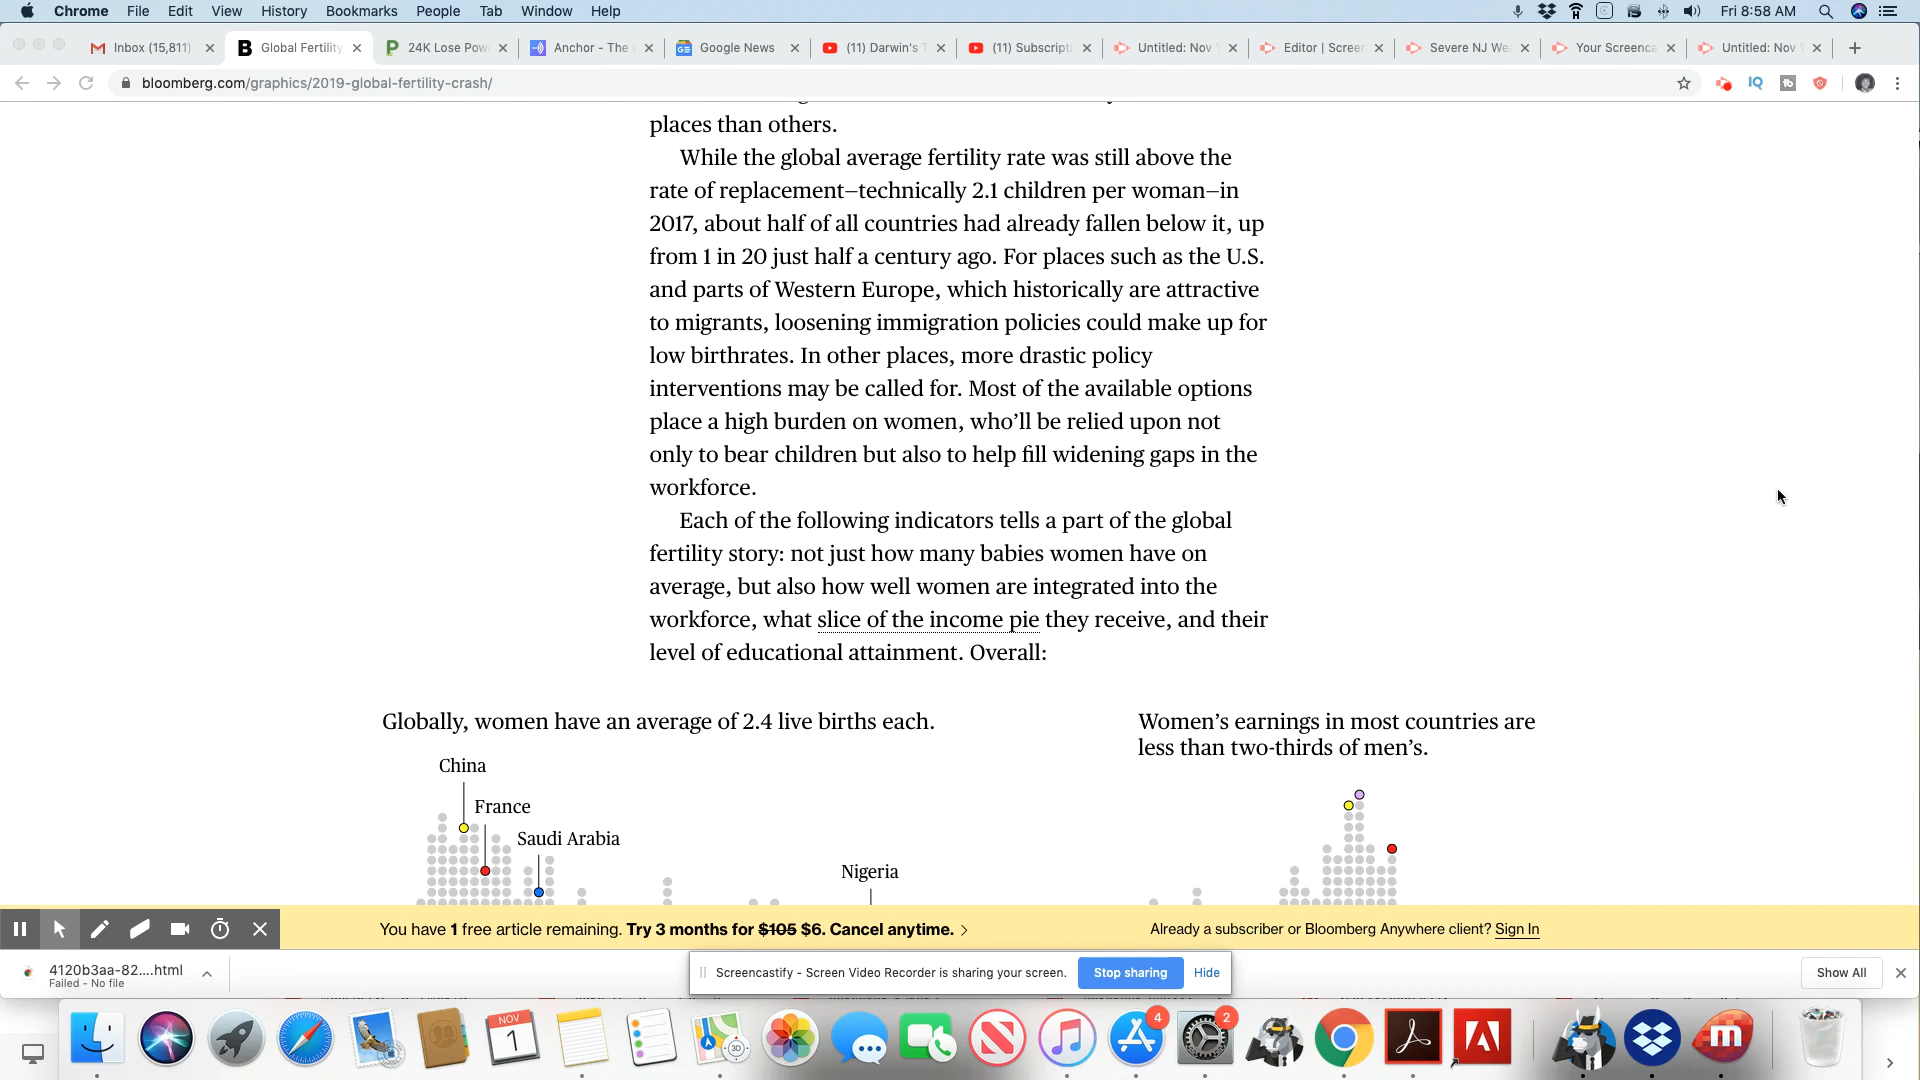 Chrome File Edit View History Bookmarks People Tab Window Help Fri 8:58 AM
Inbox (15,811) Global Fertility 24K Lose Pow Anchor - The Google News (11) Darwin's (11) Subscripti Untitled: Nov Editor | Screen Severe NJ We Your Screenca Untitled: Nov
bloomberg.com/graphics/2019-global-fertility-crash/
places than others.
While the global average fertility rate was still above the
rate of replacement—technically 2.1 children per woman—in
2017, about half of all countries had already fallen below it, up
from 1 in 20 just half a century ago. For places such as the U.S.
and parts of Western Europe, which historically are attractive
to migrants, loosening immigration policies could make up for
low birthrates. In other places, more drastic policy
interventions may be called for. Most of the available options
place a high burden on women, who’ll be relied upon not
only to bear children but also to help fill widening gaps in the
workforce.
Each of the following indicators tells a part of the global
fertility story: not just how many babies women have on
average, but also how well women are integrated into the
workforce, what slice of the income pie they receive, and their
level of educational attainment. Overall:
Globally, women have an average of 2.4 live births each.
Women’s earnings in most countries are
less than two-thirds of men’s.
China
France
Saudi Arabia
Nigeria
You have 1 free article remaining. Try 3 months for $105 $6. Cancel anytime. >
Already a subscriber or Bloomberg Anywhere client? Sign In
4120b3aa-82....html
Failed - No file
Screencastify - Screen Video Recorder is sharing your screen. Stop sharing Hide
Show All
NOV
1
3D
4
2